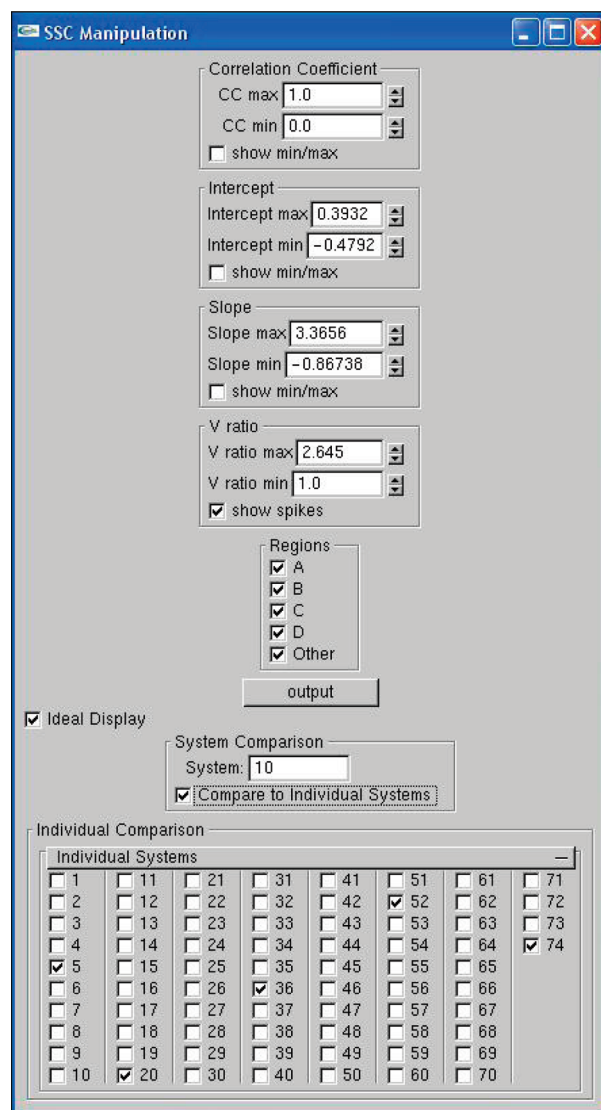 SSC Manipulation
Correlation Coefficient
CC max 1.0
CC min 0.0
show min/max
Intercept
Intercept max 0.3932
Intercept min -0.4792
show min/max
Slope
Slope max 3.3656
Slope min -0.86738
show min/max
V ratio
V ratio max 2.645
V ratio min 1.0
show spikes
Regions
A
B
C
D
Other
output
Ideal Display
System Comparison
System: 10
Compare to Individual Systems
Individual Comparison
Individual Systems
1 11 21 31 41 51 61 71
2 12 22 32 42 52 62 72
3 13 23 33 43 53 63 73
4 14 24 34 44 54 64 74
5 15 25 35 45 55 65
6 16 26 36 46 56 66
7 17 27 37 47 57 67
8 18 28 38 48 58 68
9 19 29 39 49 59 69
10 20 30 40 50 60 70